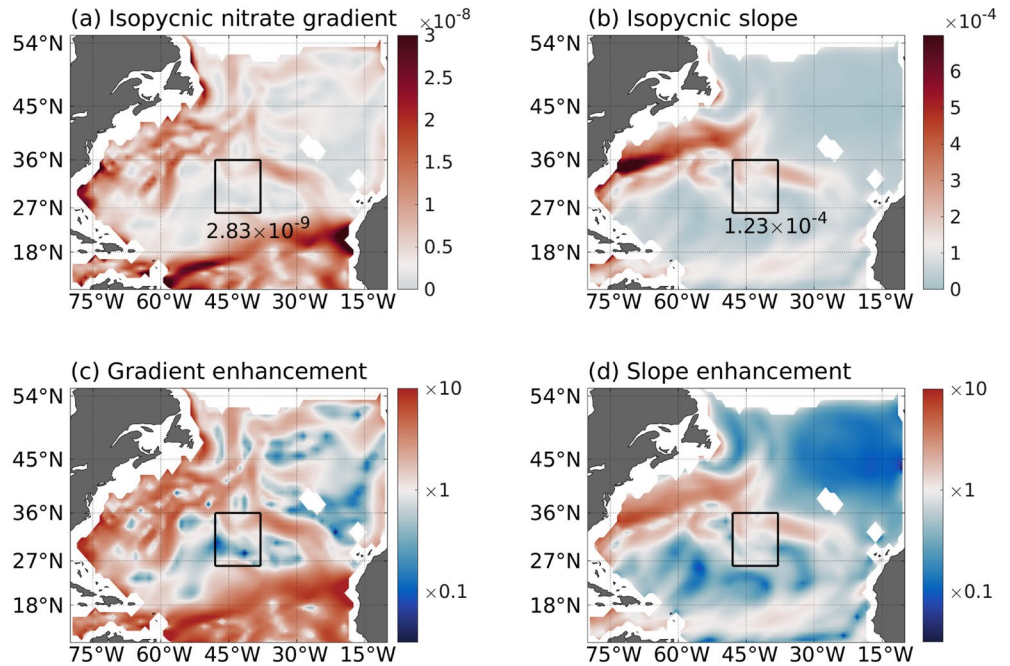 (a) Isopycnic nitrate gradient
×10⁻⁸
54°N
45°N
36°N
27°N
18°N
75°W 60°W 45°W 30°W 15°W
2.83×10⁻⁹
3
2.5
2
1.5
1
0.5
0
(b) Isopycnic slope
×10⁻⁴
54°N
45°N
36°N
27°N
18°N
75°W 60°W 45°W 30°W 15°W
1.23×10⁻⁴
6
5
4
3
2
1
0
(c) Gradient enhancement
54°N
45°N
36°N
27°N
18°N
75°W 60°W 45°W 30°W 15°W
×10
×1
×0.1
(d) Slope enhancement
54°N
45°N
36°N
27°N
18°N
75°W 60°W 45°W 30°W 15°W
×10
×1
×0.1